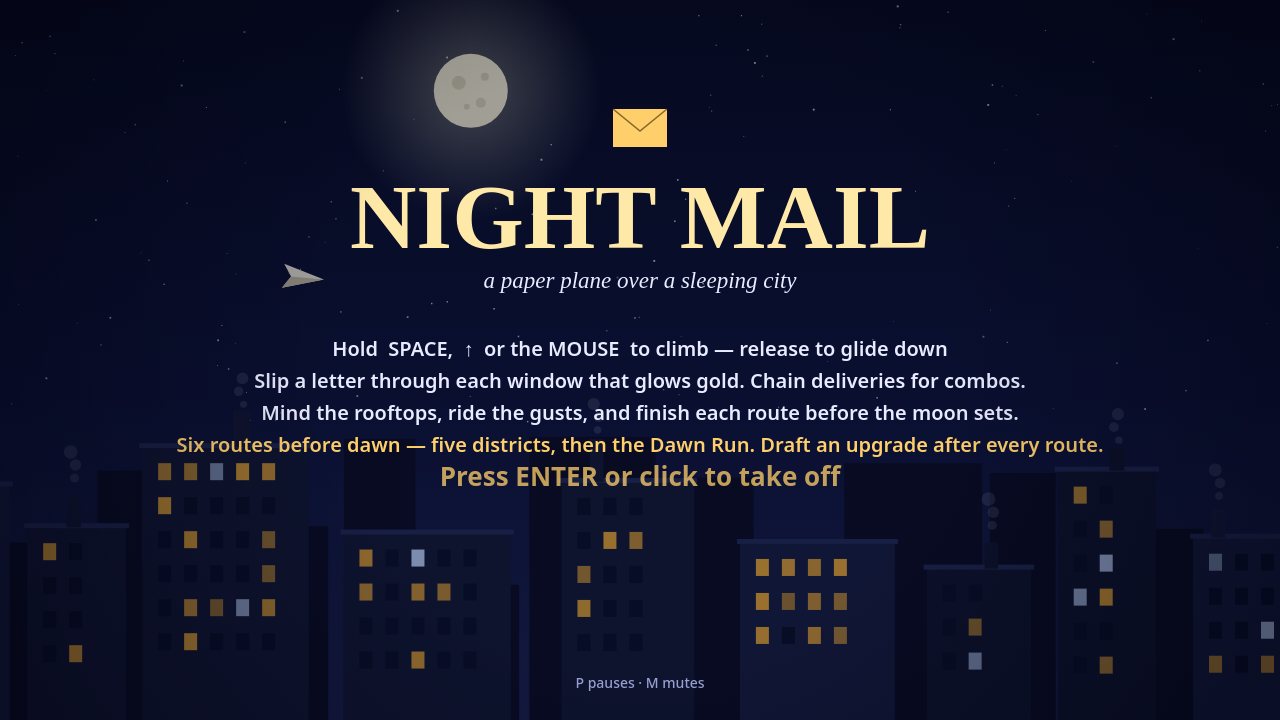 NIGHT MAIL
a paper plane over a sleeping city
Hold SPACE, ↑ or the MOUSE to climb — release to glide down
Slip a letter through each window that glows gold. Chain deliveries for combos.
Mind the rooftops, ride the gusts, and finish each route before the moon sets.
Six routes before dawn — five districts, then the Dawn Run. Draft an upgrade after every route.
Press ENTER or click to take off
P pauses · M mutes